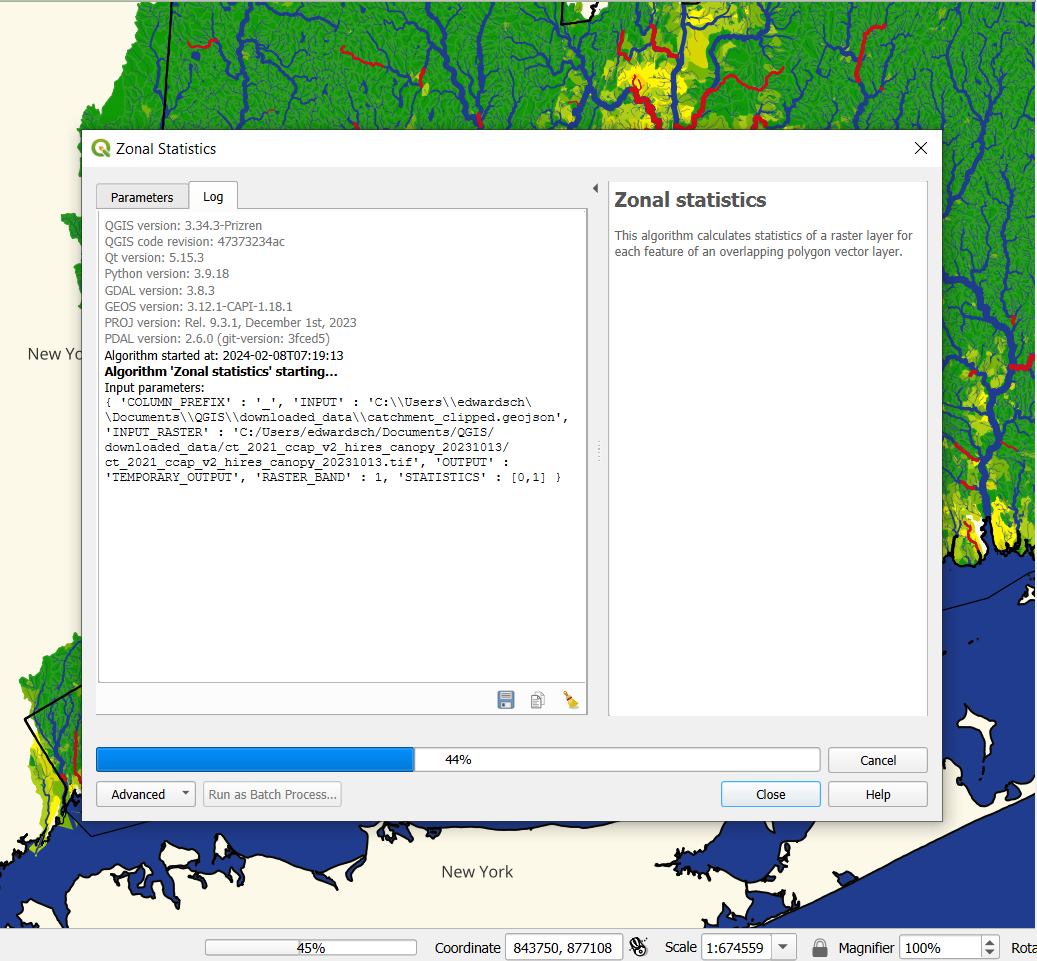 Zonal Statistics
Parameters
Log
QGIS version: 3.34.3-Prizren
QGIS code revision: 47373234ac
Qt version: 5.15.3
Python version: 3.9.18
GDAL version: 3.8.3
GEOS version: 3.12.1-CAPI-1.18.1
PROJ version: Rel. 9.3.1, December 1st, 2023
PDAL version: 2.6.0 (git-version: 3fced5)
Algorithm started at: 2024-02-08T07:19:13
Algorithm 'Zonal statistics' starting...
Input parameters:
{ 'COLUMN_PREFIX' : '_', 'INPUT' : 'C:\\Users\\edwardsch\
\Documents\\QGIS\\downloaded_data\\catchment_clipped.geojson',
'INPUT_RASTER' : 'C:/Users/edwardsch/Documents/QGIS/
downloaded_data/ct_2021_ccap_v2_hires_canopy_20231013/
ct_2021_ccap_v2_hires_canopy_20231013.tif', 'OUTPUT' :
'TEMPORARY_OUTPUT', 'RASTER_BAND' : 1, 'STATISTICS' : [0,1] }
Zonal statistics
This algorithm calculates statistics of a raster layer for
each feature of an overlapping polygon vector layer.
New Yo
44%
Cancel
Advanced
Run as Batch Process...
Close
Help
New York
45%
Coordinate
843750, 877108
Scale
1:674559
Magnifier
100%
Rota